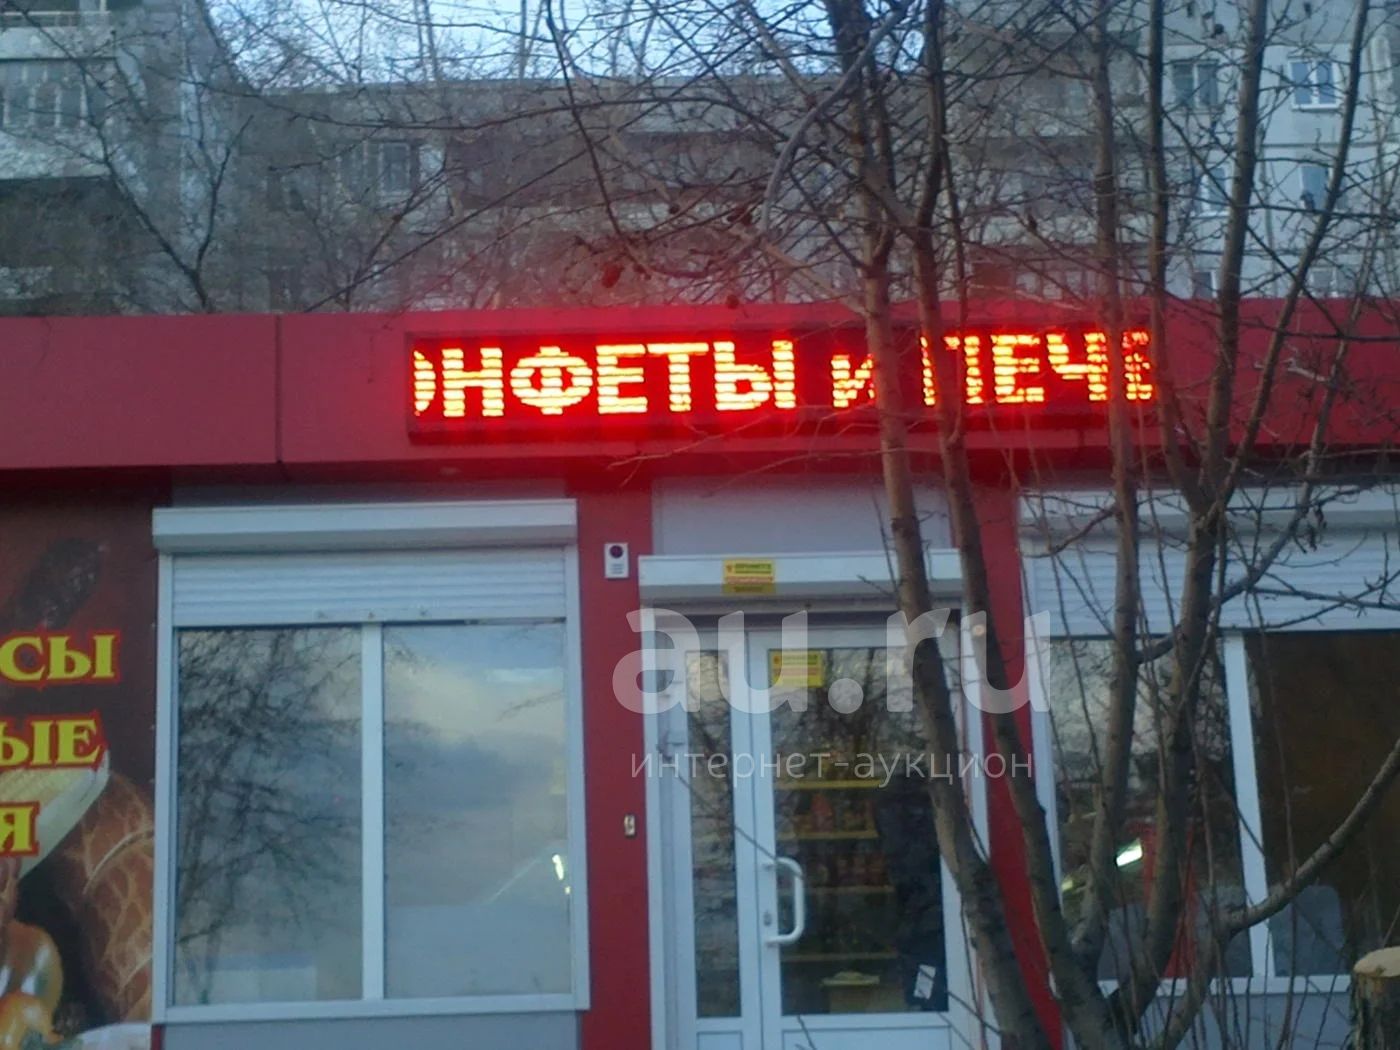 ОНФЕТЫ и ПЕЧЕ
СЫ
ЫЕ
Я
au.ru
интернет-аукцион